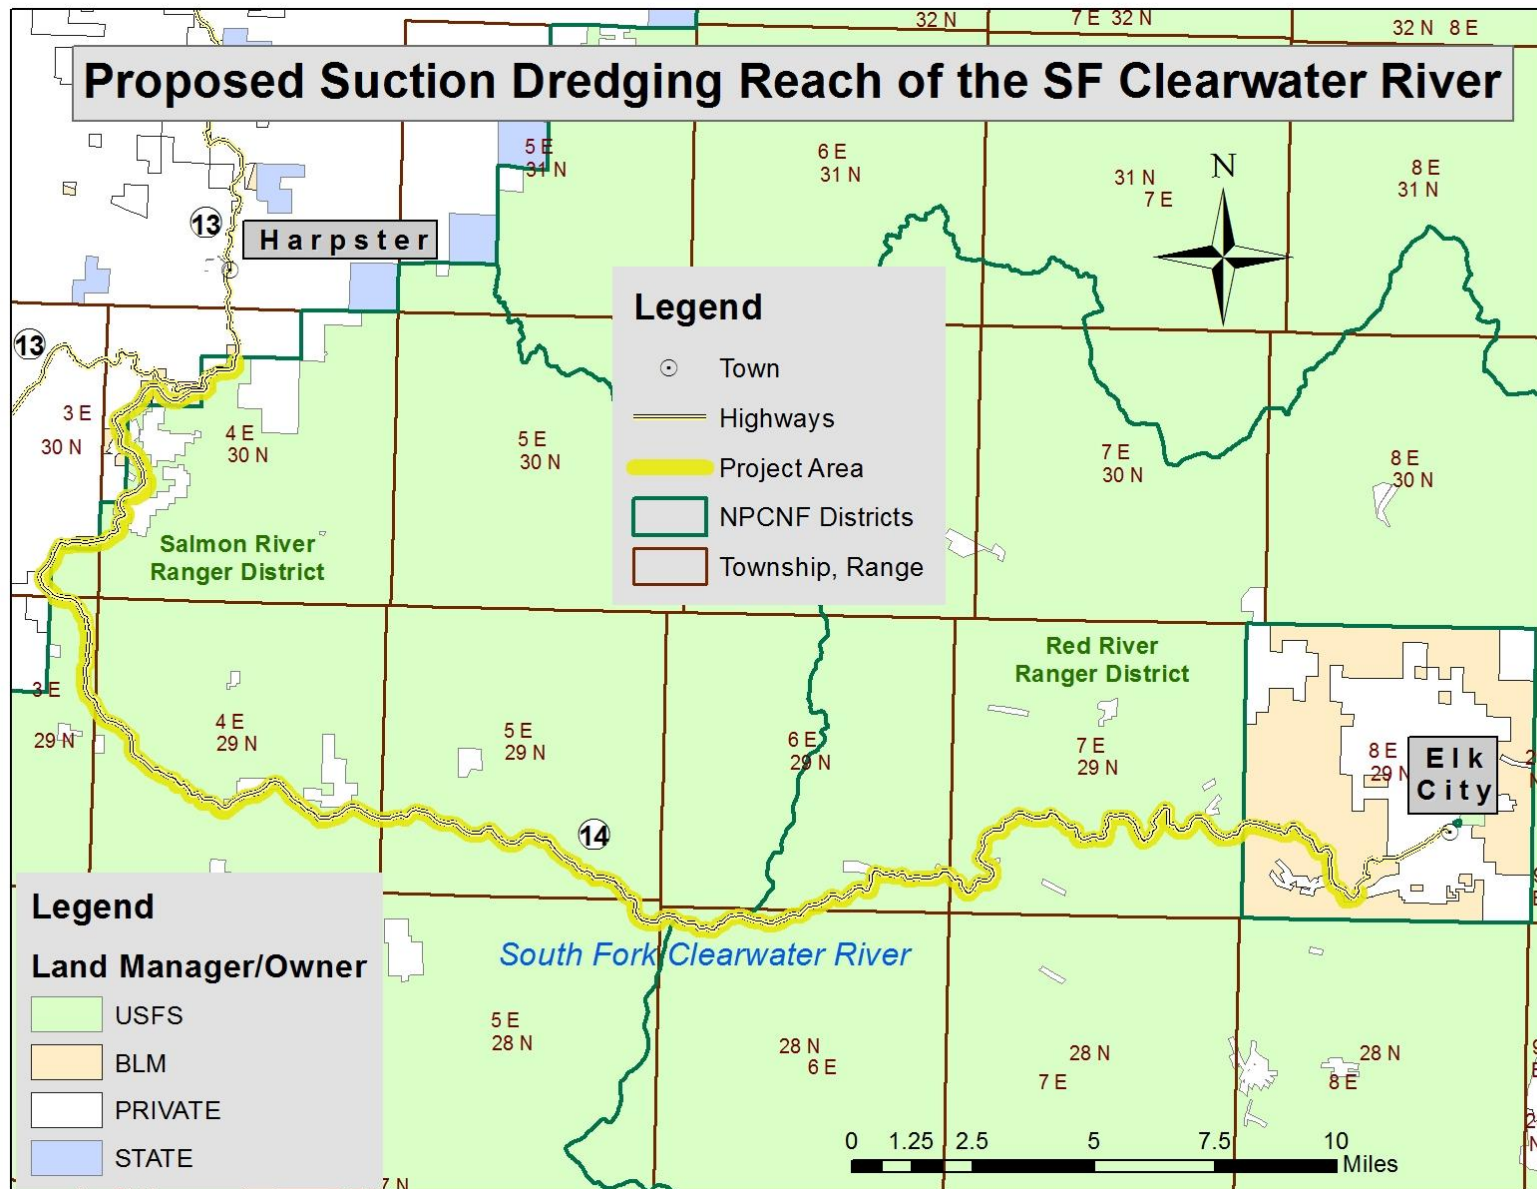 32 N
7 E 32 N
32 N 8 E
Proposed Suction Dredging Reach of the SF Clearwater River
5 E
31 N
6 E
31 N
31 N
7 E
8 E
31 N
N
13
Harpster
13
3 E
30 N
4 E
30 N
5 E
30 N
7 E
30 N
8 E
30 N
Legend
Town
Highways
Project Area
NPCNF Districts
Township, Range
Salmon River
Ranger District
Red River
Ranger District
3 E
29 N
4 E
29 N
5 E
29 N
6 E
29 N
7 E
29 N
8 E
29 N
Elk
City
14
South Fork Clearwater River
5 E
28 N
28 N
6 E
28 N
7 E
28 N
8 E
Legend
Land Manager/Owner
USFS
BLM
PRIVATE
STATE
7 N
0 1.25 2.5 5 7.5 10
Miles